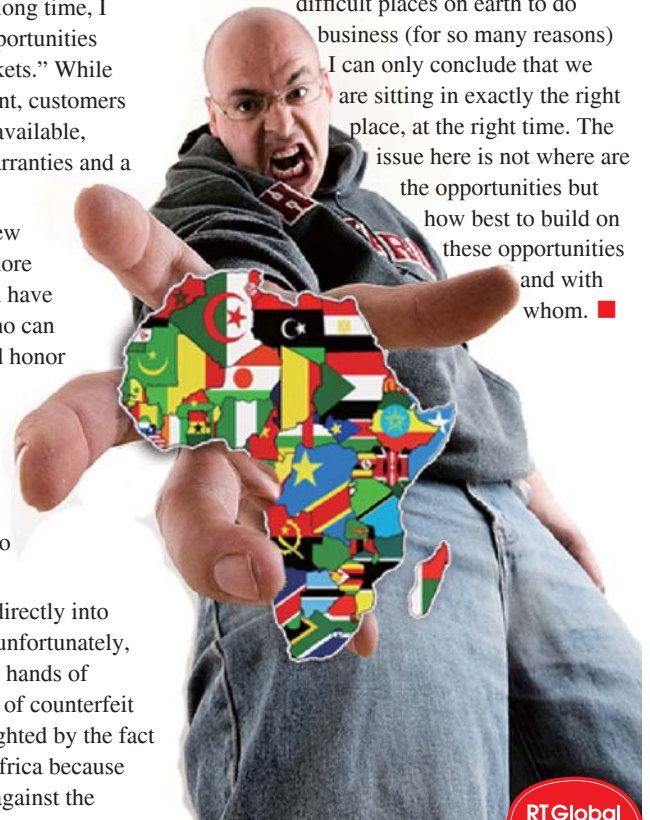 ong time, I
portunities
kets.” While
nt, customers
available,
arranties and a
ew
ore
have
no can
d honor
o
directly into
unfortunately,
hands of
of counterfeit
ghted by the fact
frica because
against the
difficult places on earth to do
business (for so many reasons)
I can only conclude that we
are sitting in exactly the right
place, at the right time. The
issue here is not where are
the opportunities but
how best to build on
these opportunities
and with
whom. ■
RT Global